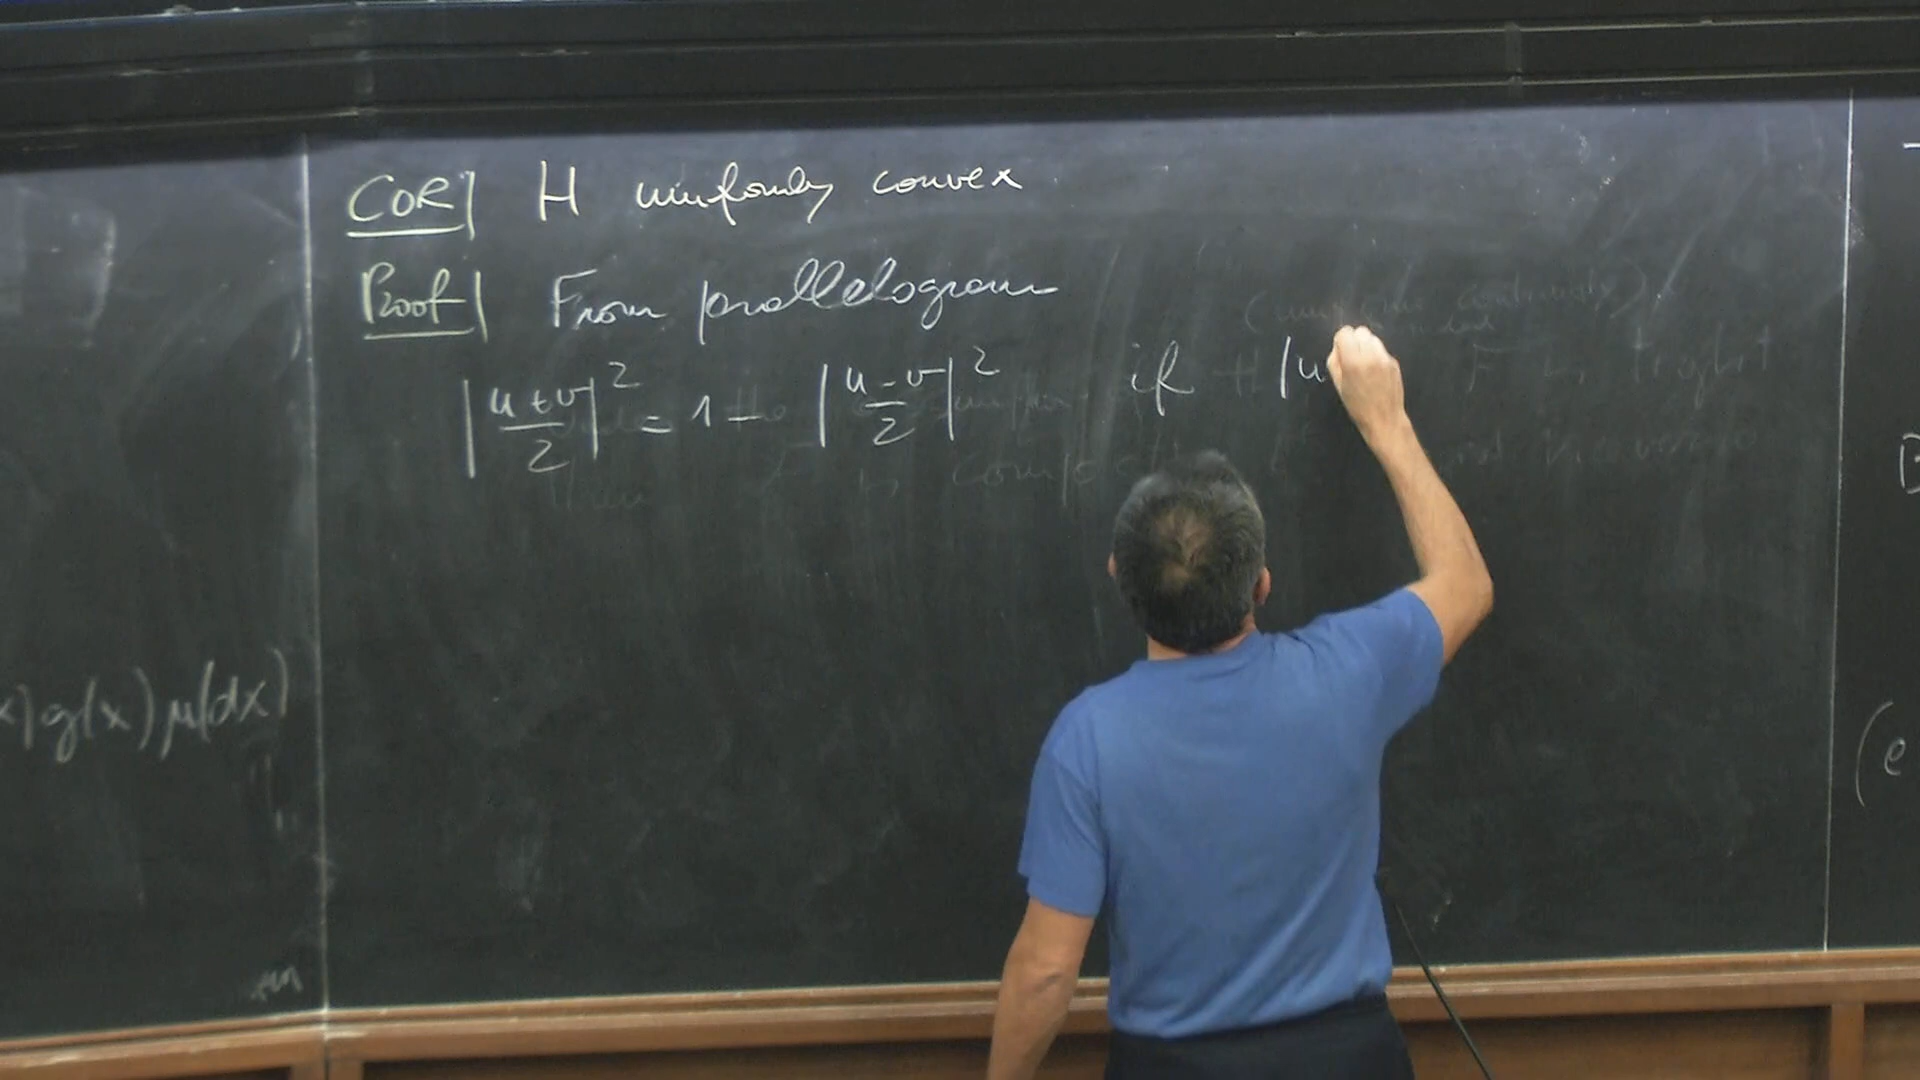 COR| H uniformly convex
Proof| From parallelogram
|u+v/2|² = 1 - |u-v/2|² if |u
x) g(x) μ(dx)
(e